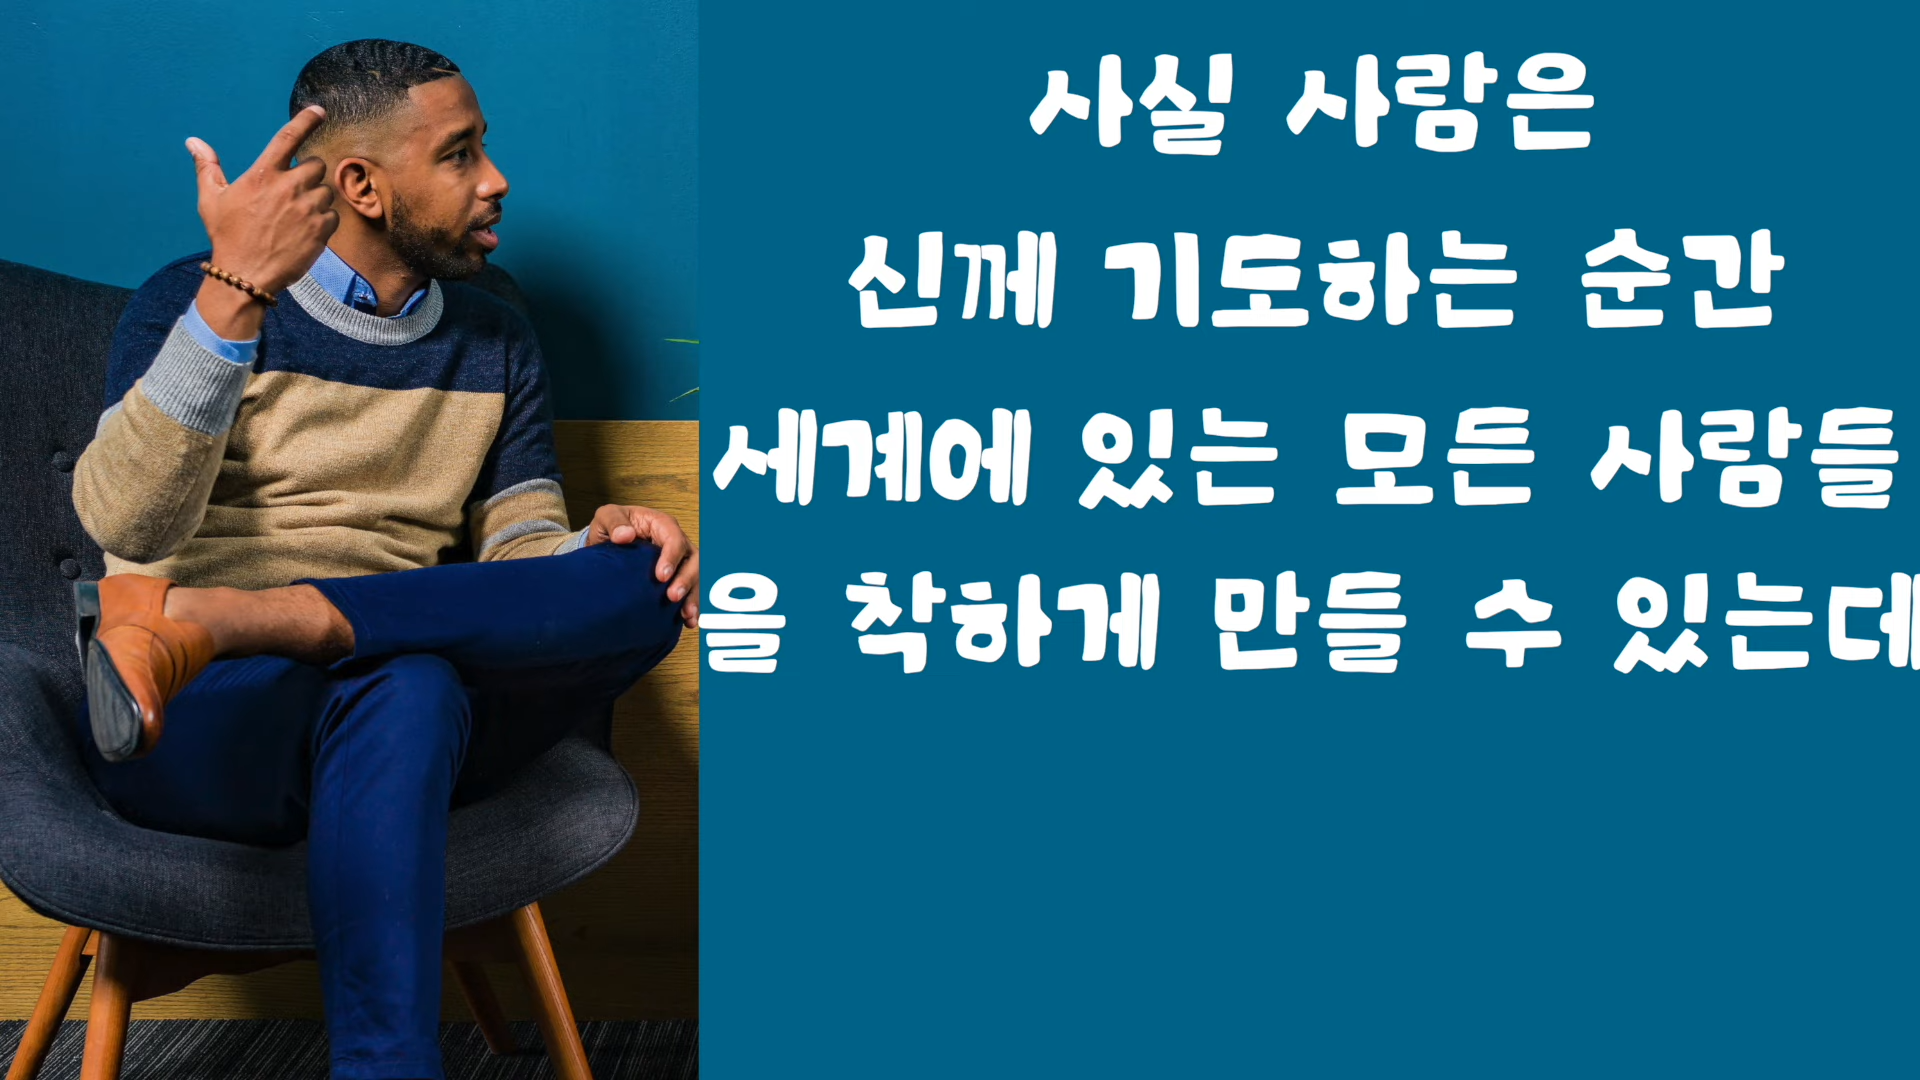 사실 사람은
신께 기도하는 순간
세계에 있는 모든 사람들
을 착하게 만들 수 있는데